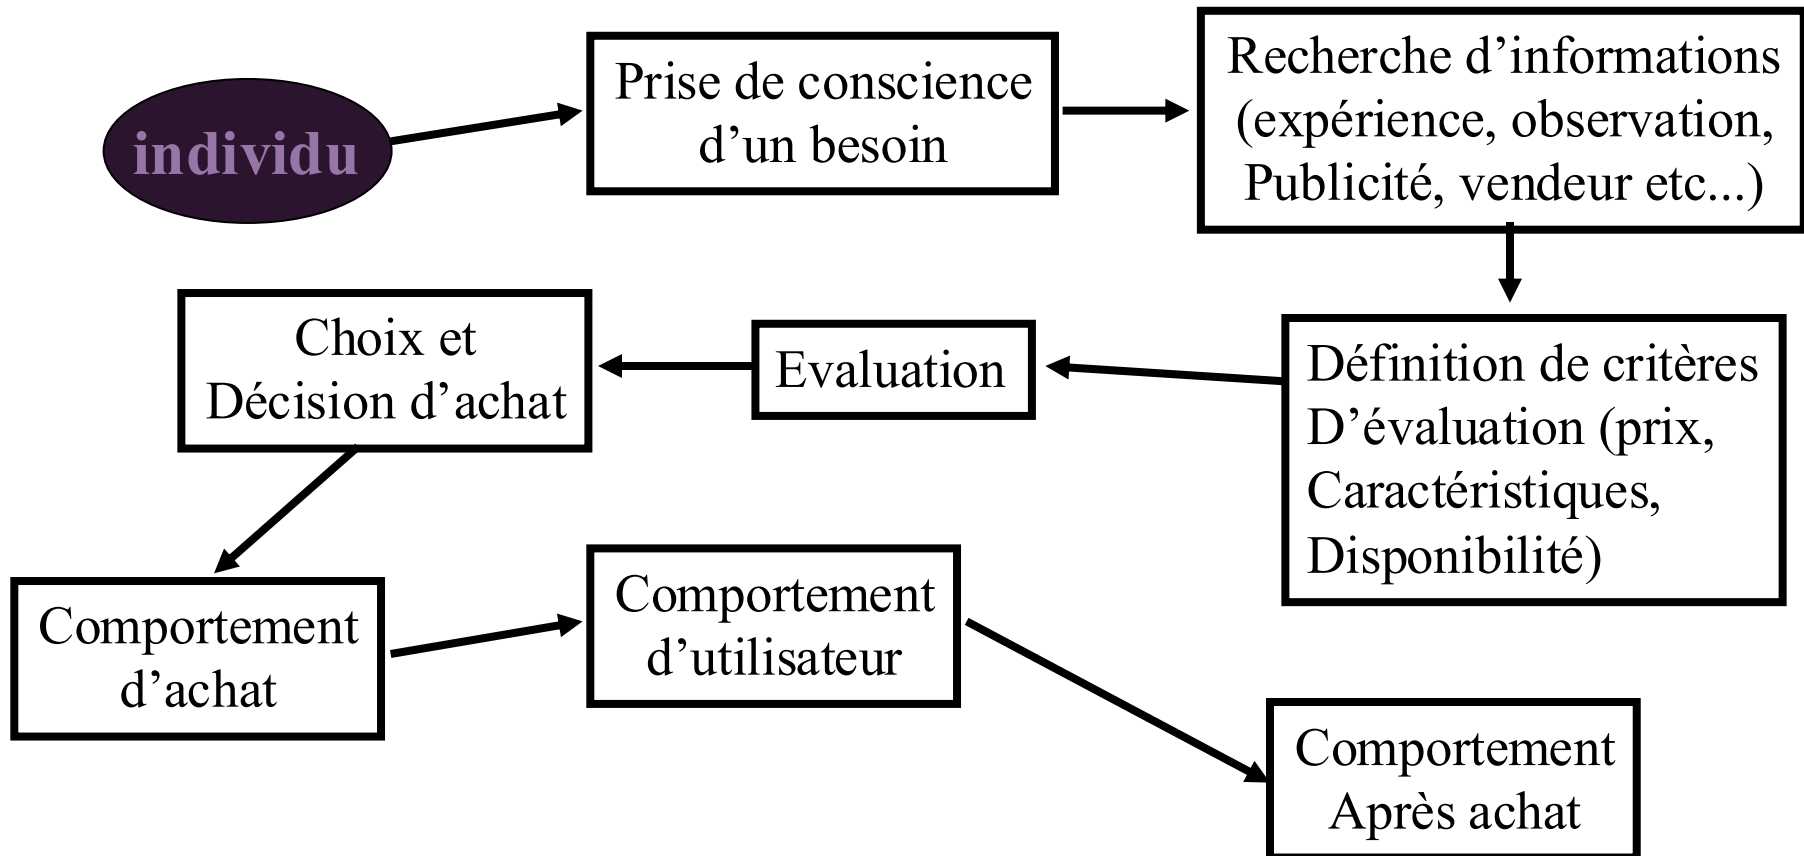 individu
Prise de conscience
d’un besoin
Recherche d’informations
(expérience, observation,
Publicité, vendeur etc...)
Définition de critères
D’évaluation (prix,
Caractéristiques,
Disponibilité)
Evaluation
Choix et
Décision d’achat
Comportement
d’achat
Comportement
d’utilisateur
Comportement
Après achat